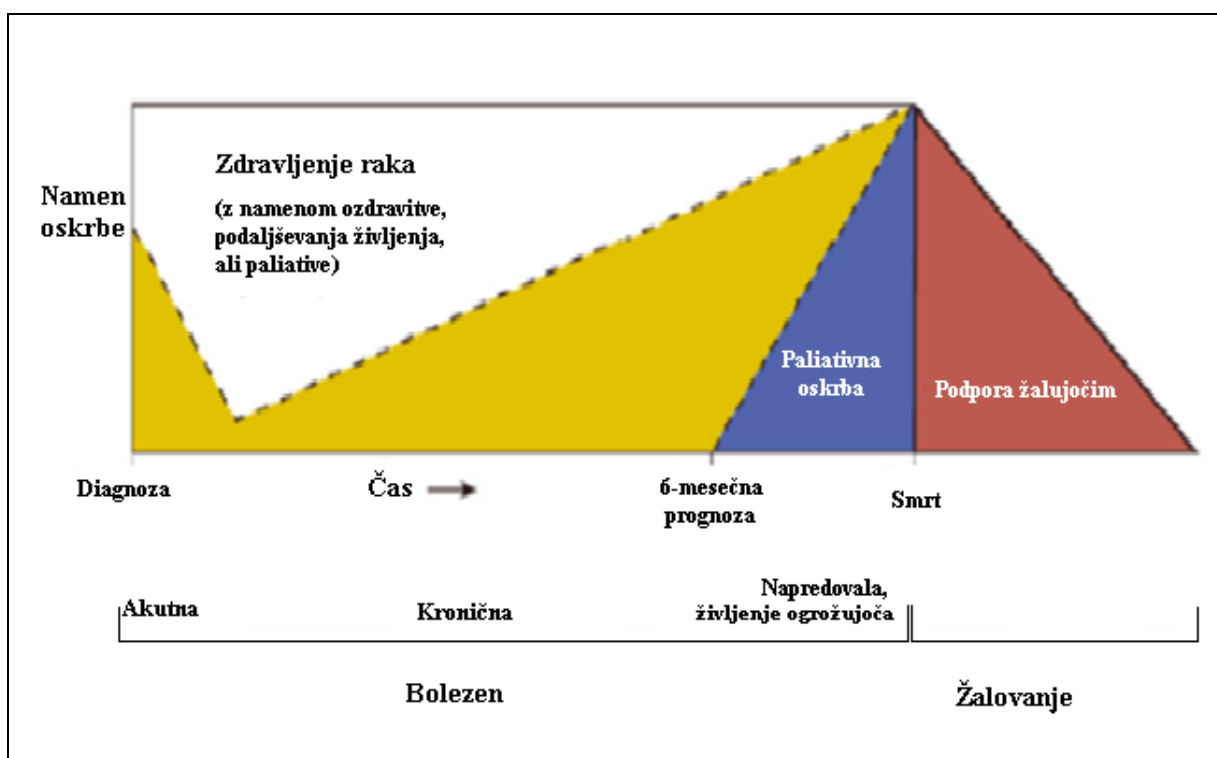 Zdravljenje raka
(z namenom ozdravitve,
podaljševanja življenja,
ali paliative)
Namen
oskrbe
Paliativna
oskrba
Podpora žalujočim
Diagnoza
Čas
6-mesečna
prognoza
Smrt
Akutna
Kronična
Napredovala,
življenje ogrožujoča
Bolezen
Žalovanje